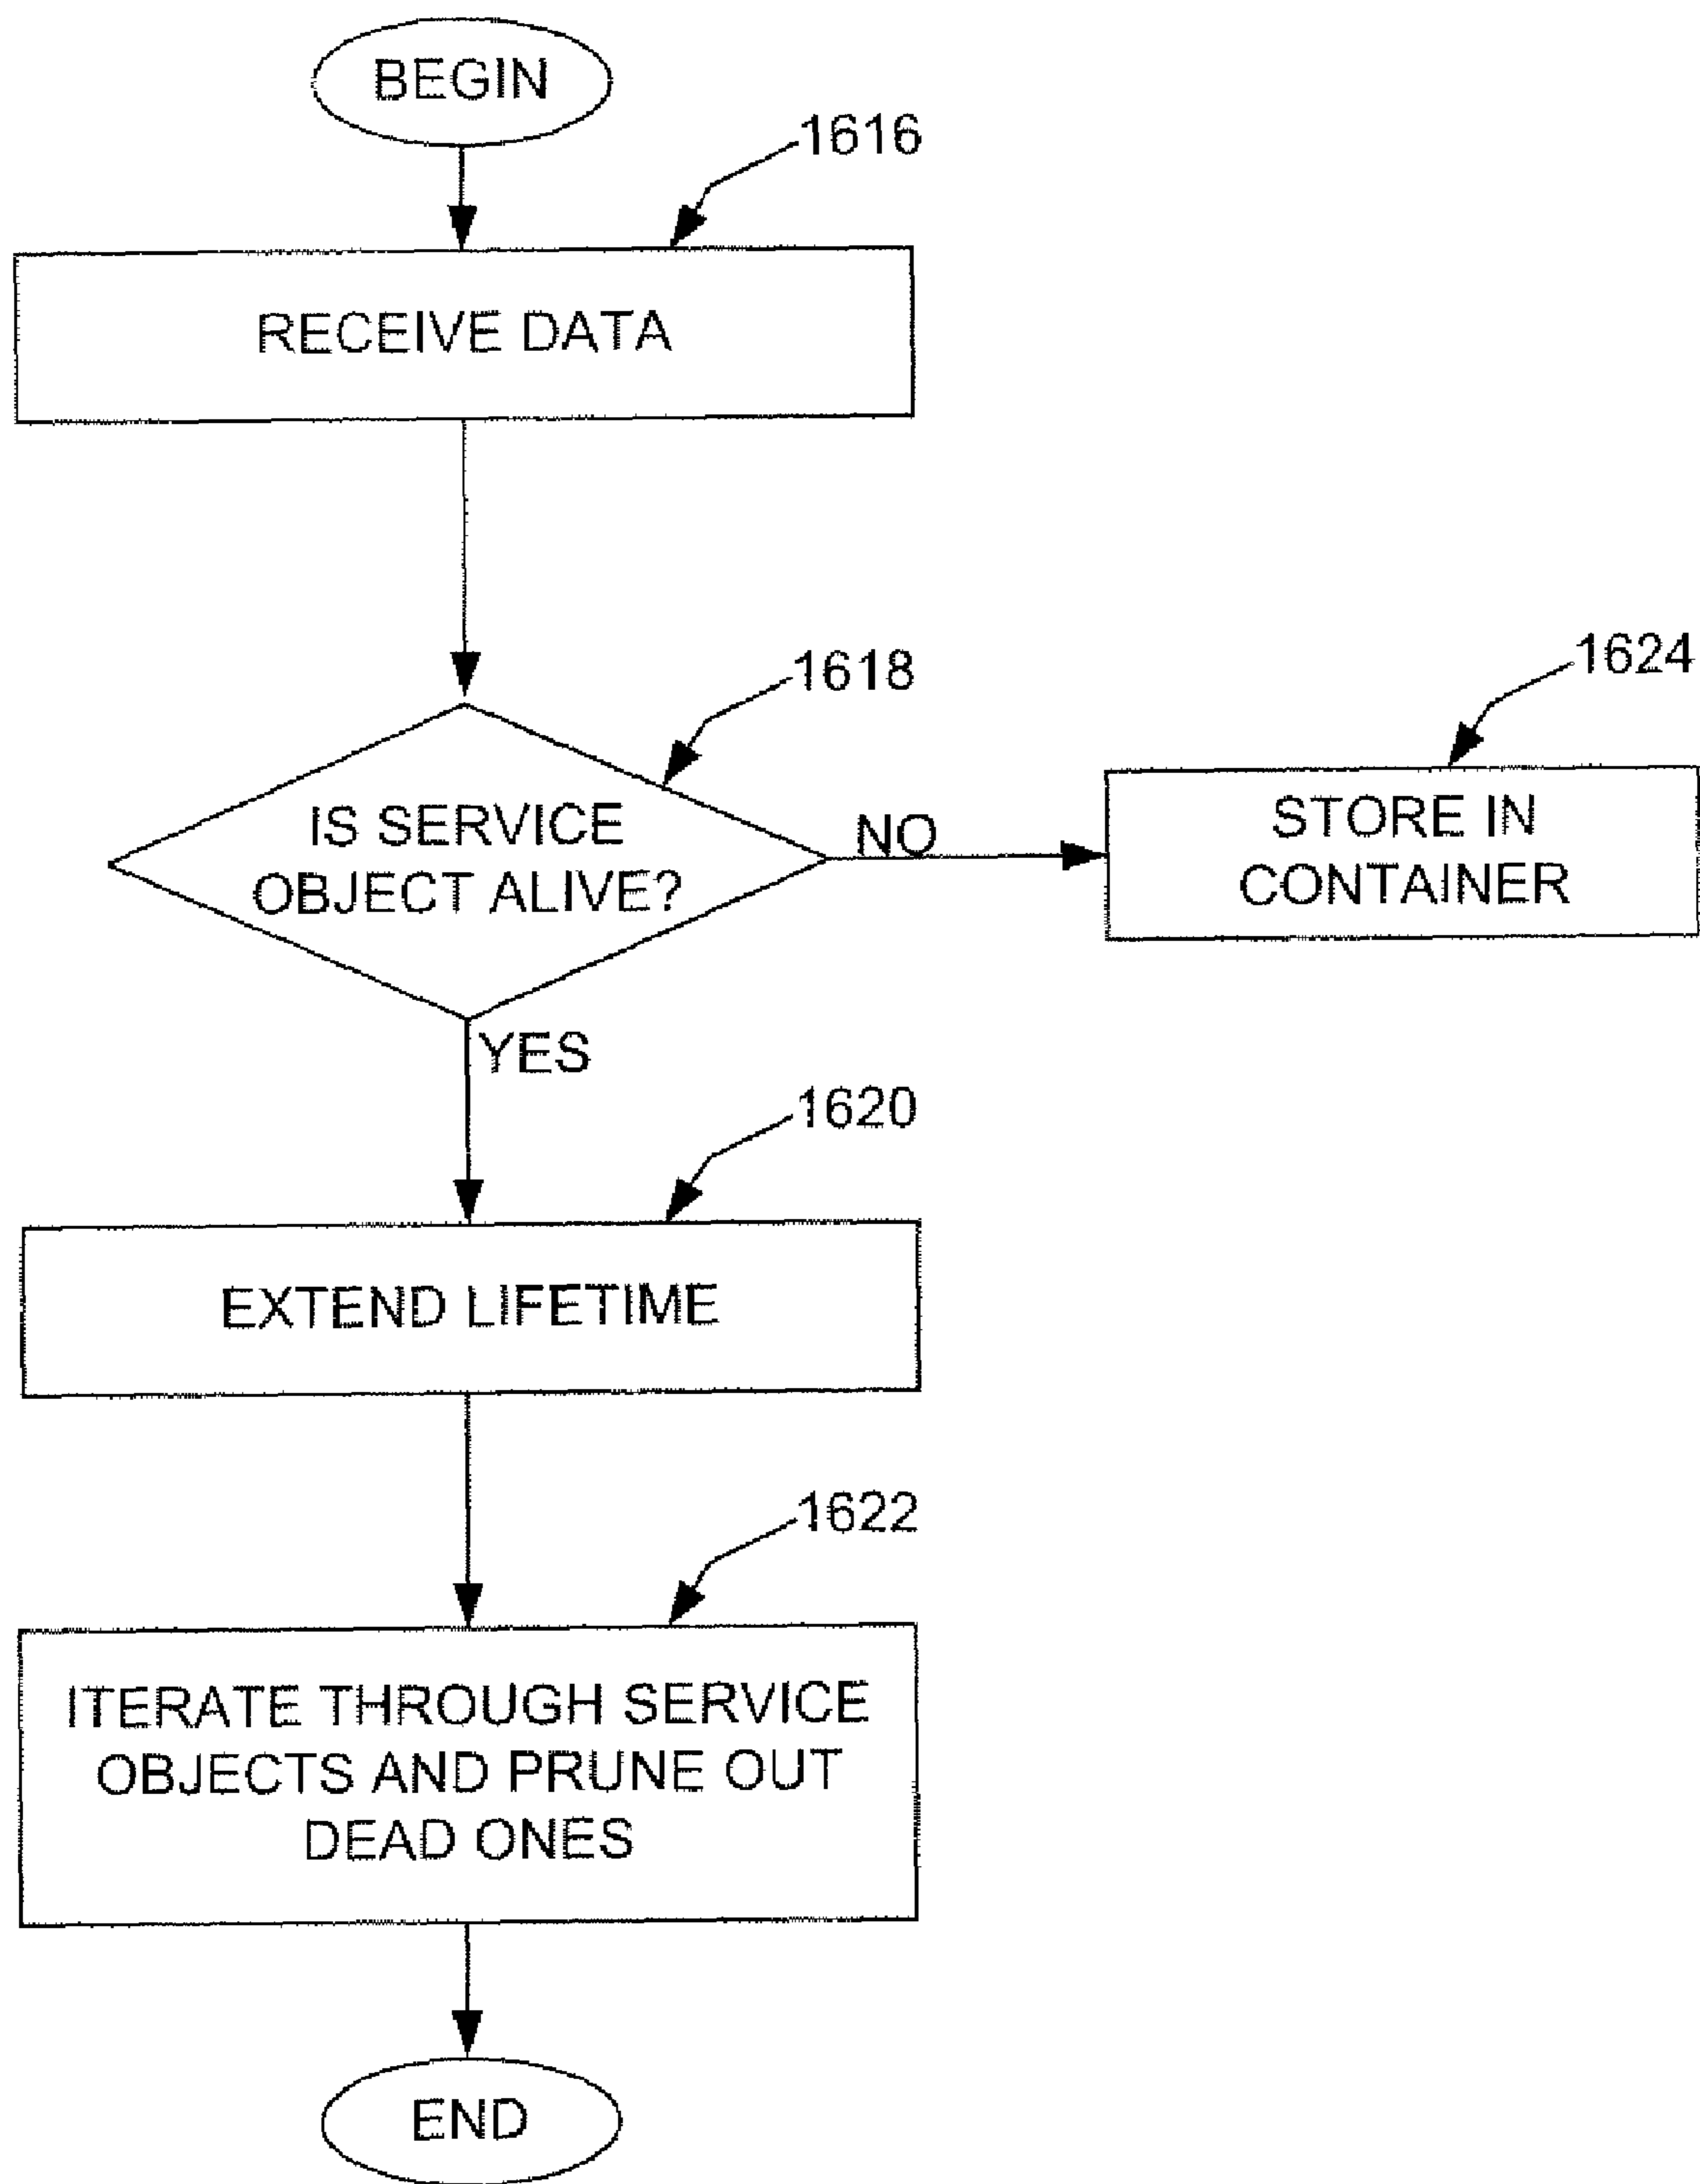 BEGIN
1616
RECEIVE DATA
1618
1624
IS SERVICE
OBJECT ALIVE?
NO
STORE IN
CONTAINER
YES
1620
EXTEND LIFETIME
1622
ITERATE THROUGH SERVICE
OBJECTS AND PRUNE OUT
DEAD ONES
END